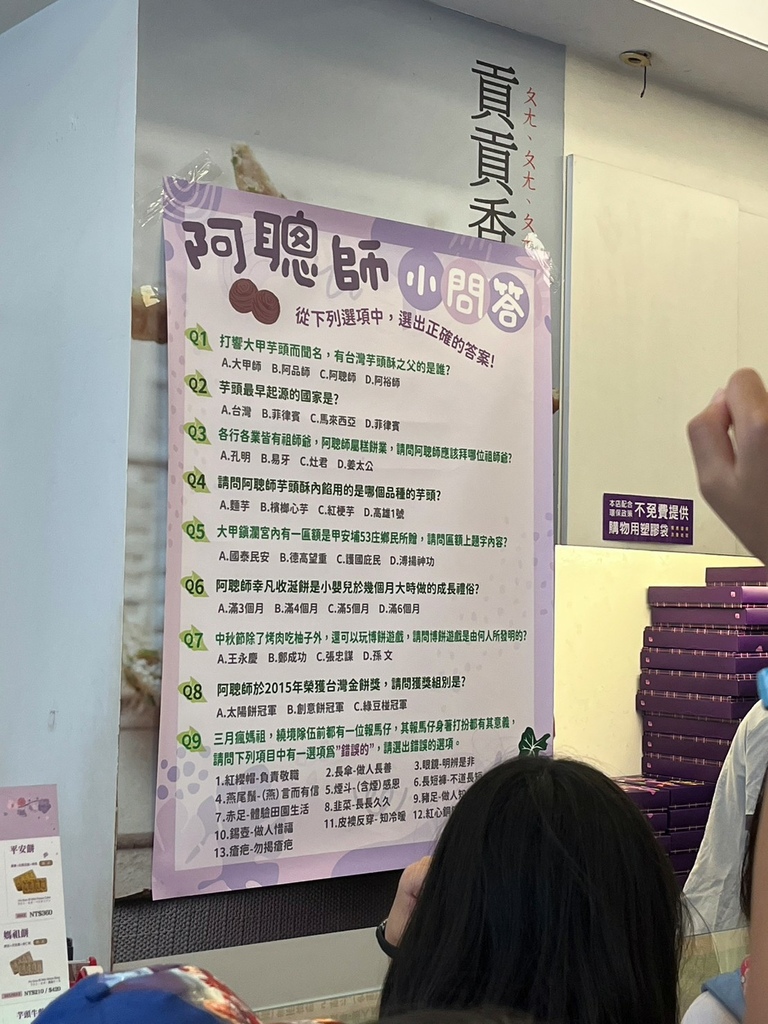 貢貢香
ㄆㄤ、ㄆㄤ、ㄆ
阿聰師小問答
從下列選項中，選出正確的答案!
Q1 打響大甲芋頭而聞名，有台灣芋頭酥之父的是誰?
A.大甲師 B.阿品師 C.阿聰師 D.阿裕師
Q2 芋頭最早起源的國家是?
A.台灣 B.菲律賓 C.馬來西亞 D.菲律賓
Q3 各行各業皆有祖師爺，阿聰師屬糕餅業，請問阿聰師應該拜哪位祖師爺?
A.孔明 B.易牙 C.灶君 D.姜太公
Q4 請問阿聰師芋頭酥內餡用的是哪個品種的芋頭?
A.麵芋 B.檳榔心芋 C.紅梗芋 D.高雄1號
Q5 大甲鎮瀾宮內有一區額是甲安埔53庄鄉民所贈，請問區額上題字內容?
A.國泰民安 B.德高望重 C.護國庇民 D.溥揚神功
Q6 阿聰師幸凡收涎餅是小嬰兒於幾個月大時做的成長禮俗?
A.滿3個月 B.滿4個月 C.滿5個月 D.滿6個月
Q7 中秋節除了烤肉吃柚子外，還可以玩博餅遊戲，請問博餅遊戲是由何人所發明的?
A.王永慶 B.鄭成功 C.張忠謀 D.孫 文
Q8 阿聰師於2015年榮獲台灣金餅獎，請問獲獎組別是?
A.太陽餅冠軍 B.創意餅冠軍 C.綠豆椪冠軍
Q9 三月瘋媽祖，繞境隊伍前都有一位報馬仔，其報馬仔身著打扮都有其意義，
請問下列項目中有一選項為"錯誤的"，請選出錯誤的選項。
1.紅纓帽-負責敬職 2.長傘-做人長善 3.眼鏡-明辨是非
4.燕尾鬚-(燕)言而有信 5.煙斗-(含煙)感恩 6.長短褲-不道長
7.赤足-體驗田園生活 8.韭菜-長長久久 9.豬足-做人知
10.錫壺-做人惜福 11.皮襖反穿-知冷暖 12.紅心
13.瘡疤-勿揭瘡疤
本店配合
環保政策 不免費提供
購物用塑膠袋
平安餅
NT$360
媽祖餅
NT$210 / $420
芋頭牛